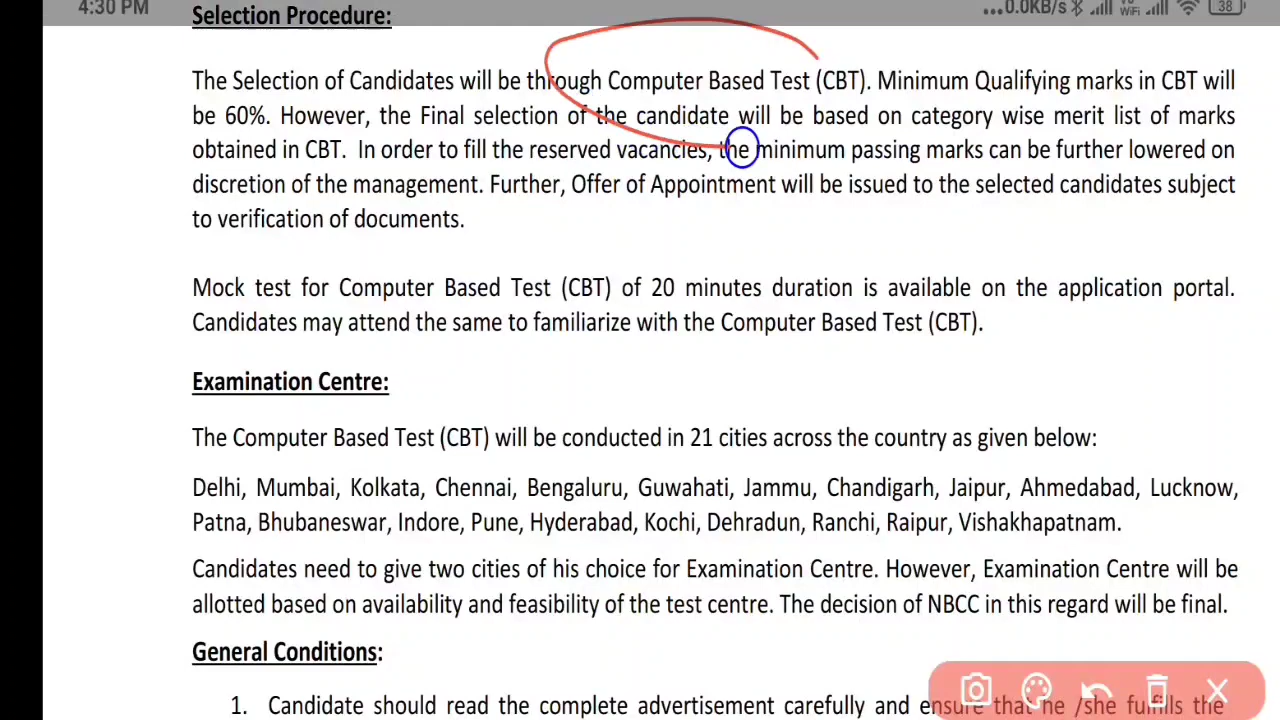 4:30 PM
...0.0KB/s
Vo
WiFi
38
Selection Procedure:
The Selection of Candidates will be through Computer Based Test (CBT). Minimum Qualifying marks in CBT will
be 60%. However, the Final selection of the candidate will be based on category wise merit list of marks
obtained in CBT. In order to fill the reserved vacancies, the minimum passing marks can be further lowered on
discretion of the management. Further, Offer of Appointment will be issued to the selected candidates subject
to verification of documents.
Mock test for Computer Based Test (CBT) of 20 minutes duration is available on the application portal.
Candidates may attend the same to familiarize with the Computer Based Test (CBT).
Examination Centre:
The Computer Based Test (CBT) will be conducted in 21 cities across the country as given below:
Delhi, Mumbai, Kolkata, Chennai, Bengaluru, Guwahati, Jammu, Chandigarh, Jaipur, Ahmedabad, Lucknow,
Patna, Bhubaneswar, Indore, Pune, Hyderabad, Kochi, Dehradun, Ranchi, Raipur, Vishakhapatnam.
Candidates need to give two cities of his choice for Examination Centre. However, Examination Centre will be
allotted based on availability and feasibility of the test centre. The decision of NBCC in this regard will be final.
General Conditions:
1. Candidate should read the complete advertisement carefully and ensure that he /she fulfills the